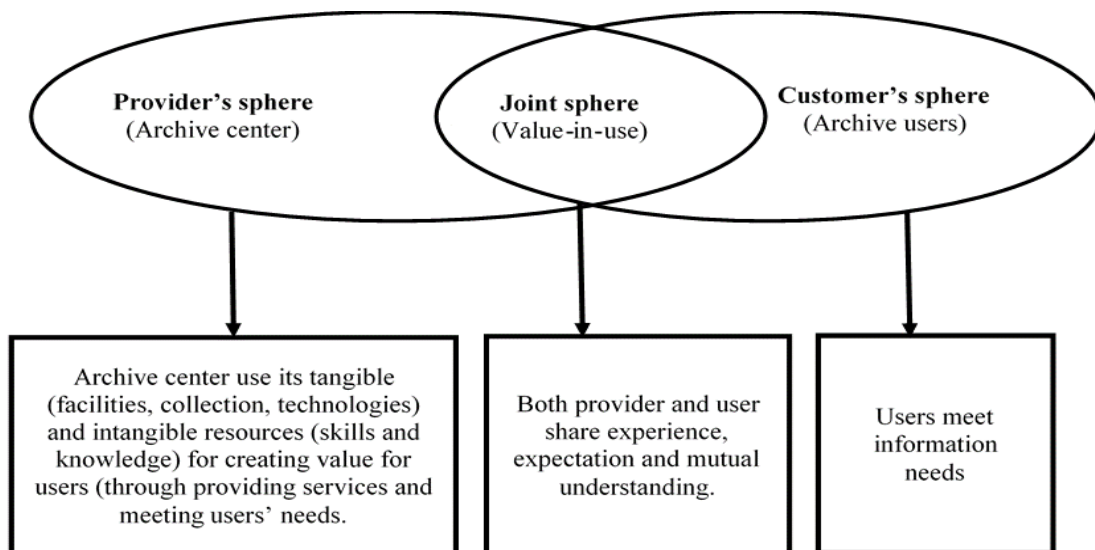 Provider's sphere
(Archive center)
Joint sphere
(Value-in-use)
Customer's sphere
(Archive users)
Archive center use its tangible
(facilities, collection, technologies)
and intangible resources (skills and
knowledge) for creating value for
users (through providing services and
meeting users' needs.
Both provider and user
share experience,
expectation and mutual
understanding.
Users meet
information
needs